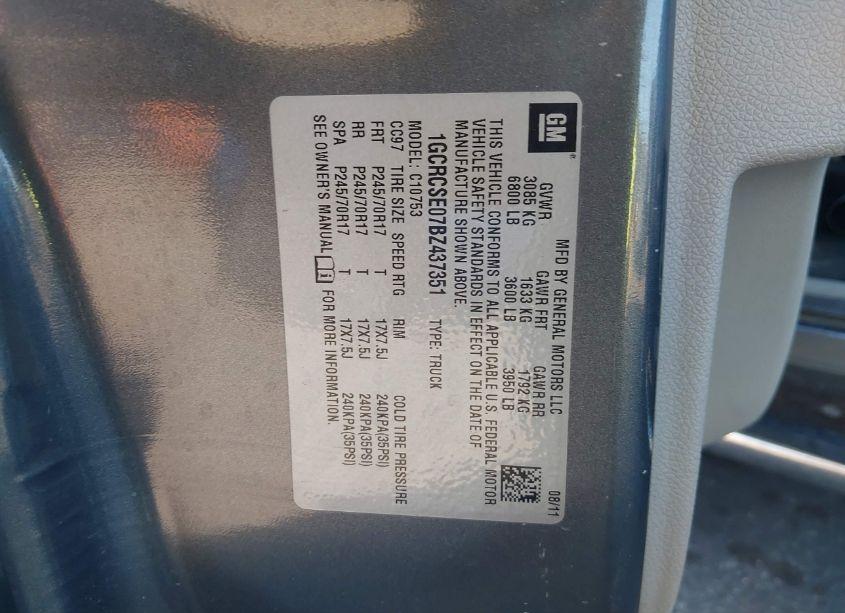 GM
®
MFD BY GENERAL MOTORS LLC 08/11
GVWR GAWR FRT GAWR RR
3085 KG 1633 KG 1792 KG
6800 LB 3600 LB 3950 LB
THIS VEHICLE CONFORMS TO ALL APPLICABLE U.S. FEDERAL MOTOR
VEHICLE SAFETY STANDARDS IN EFFECT ON THE DATE OF
MANUFACTURE SHOWN ABOVE.
1GCRCSE07BZ437351 TYPE: TRUCK
MODEL: C10753
CC97 TIRE SIZE SPEED RTG RIM COLD TIRE PRESSURE
FRT P245/70R17 T 17X7.5J 240KPA(35PSI)
RR P245/70R17 T 17X7.5J 240KPA(35PSI)
SPA P245/70R17 T 17X7.5J 240KPA(35PSI)
SEE OWNER'S MANUAL i FOR MORE INFORMATION.